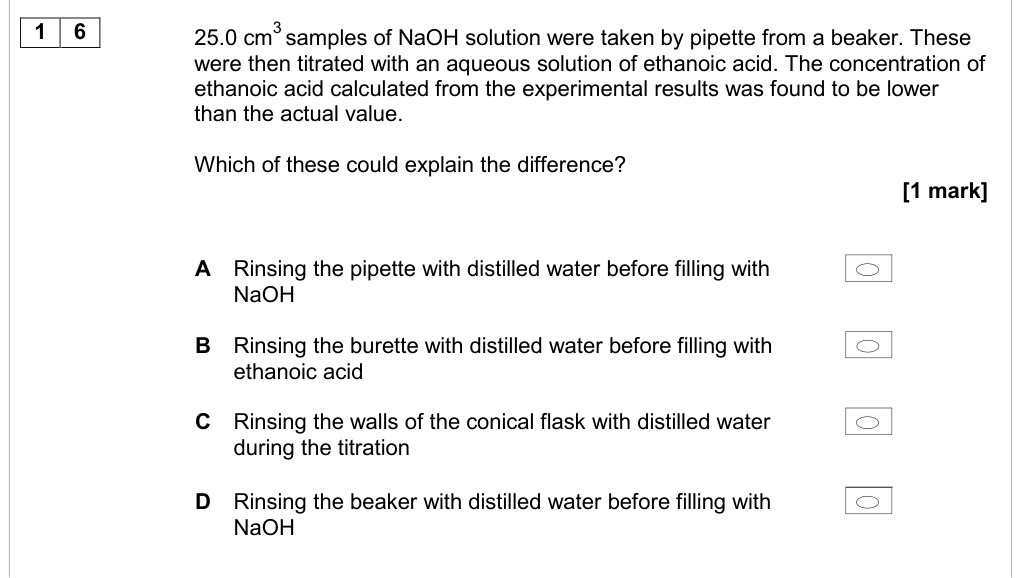 1 6
25.0 cm³ samples of NaOH solution were taken by pipette from a beaker. These
were then titrated with an aqueous solution of ethanoic acid. The concentration of
ethanoic acid calculated from the experimental results was found to be lower
than the actual value.
Which of these could explain the difference?
[1 mark]
A Rinsing the pipette with distilled water before filling with
NaOH
B Rinsing the burette with distilled water before filling with
ethanoic acid
C Rinsing the walls of the conical flask with distilled water
during the titration
D Rinsing the beaker with distilled water before filling with
NaOH